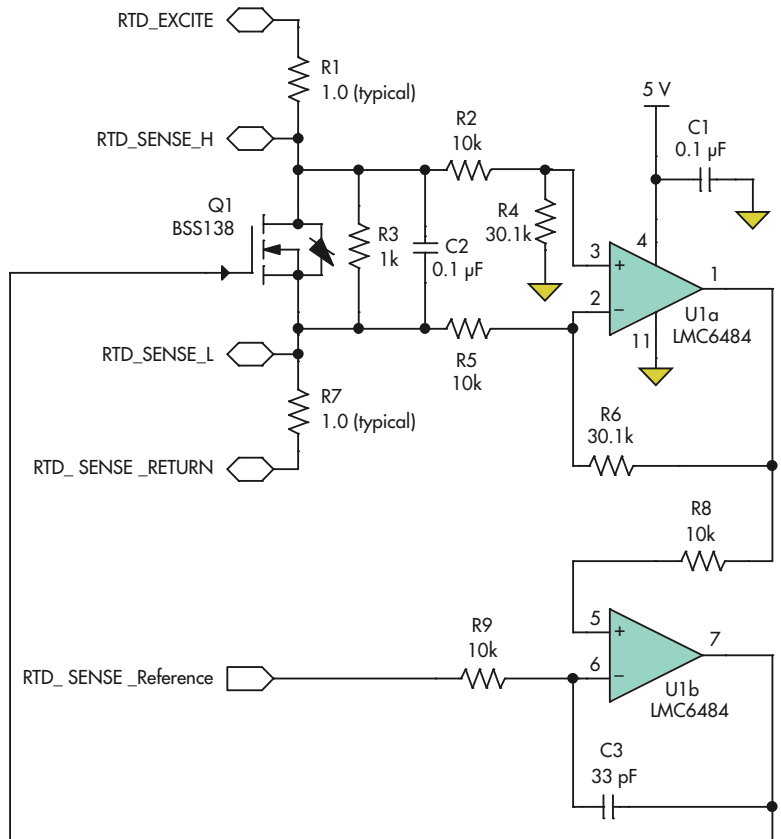 RTD_EXCITE
R1
1.0 (typical)
RTD_SENSE_H
R2
10k
5 V
C1
0.1 µF
Q1
BSS138
R3
1k
C2
0.1 µF
R4
30.1k
3
+
2
−
4
1
11
U1a
LMC6484
RTD_SENSE_L
R5
10k
R7
1.0 (typical)
R6
30.1k
RTD_ SENSE _RETURN
R8
10k
5
+
6
−
7
U1b
LMC6484
R9
10k
RTD_ SENSE _Reference
C3
33 pF